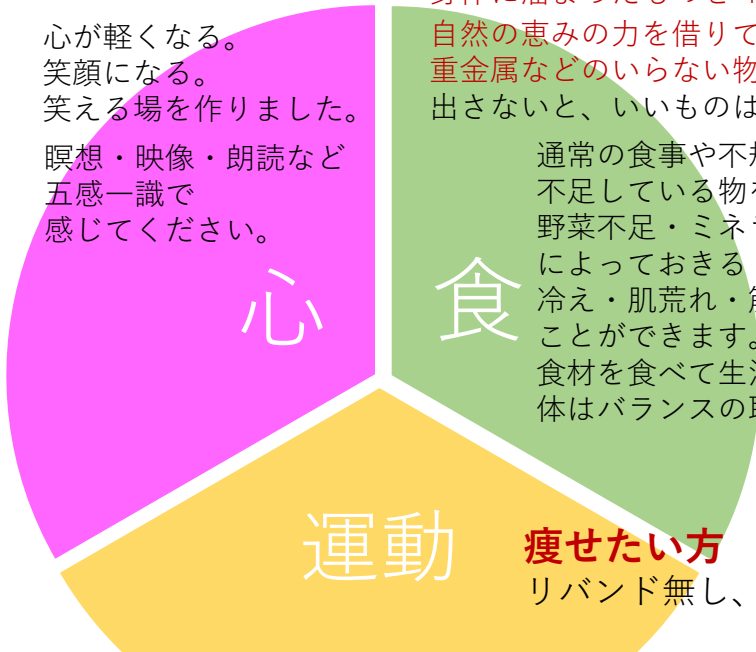 心が軽くなる。
笑顔になる。
笑える場を作りました。
瞑想・映像・朗読など
五感一識で
感じてください。
心
自然の恵みの力を借りて
重金属などのいらない物
出さないと、いいものは
通常の食事や不規
不足している物を
野菜不足・ミネラ
によっておきる
冷え・肌荒れ・
ことができます。
食材を食べて生活
体はバランスの取
食
運動
痩せたい方
リバンド無し、